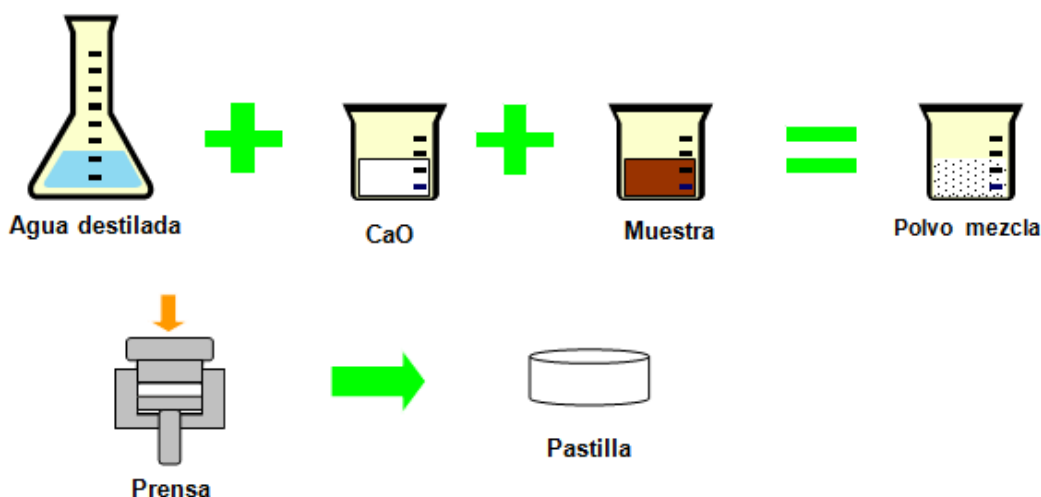 Agua destilada
CaO
Muestra
Polvo mezcla
Prensa
Pastilla